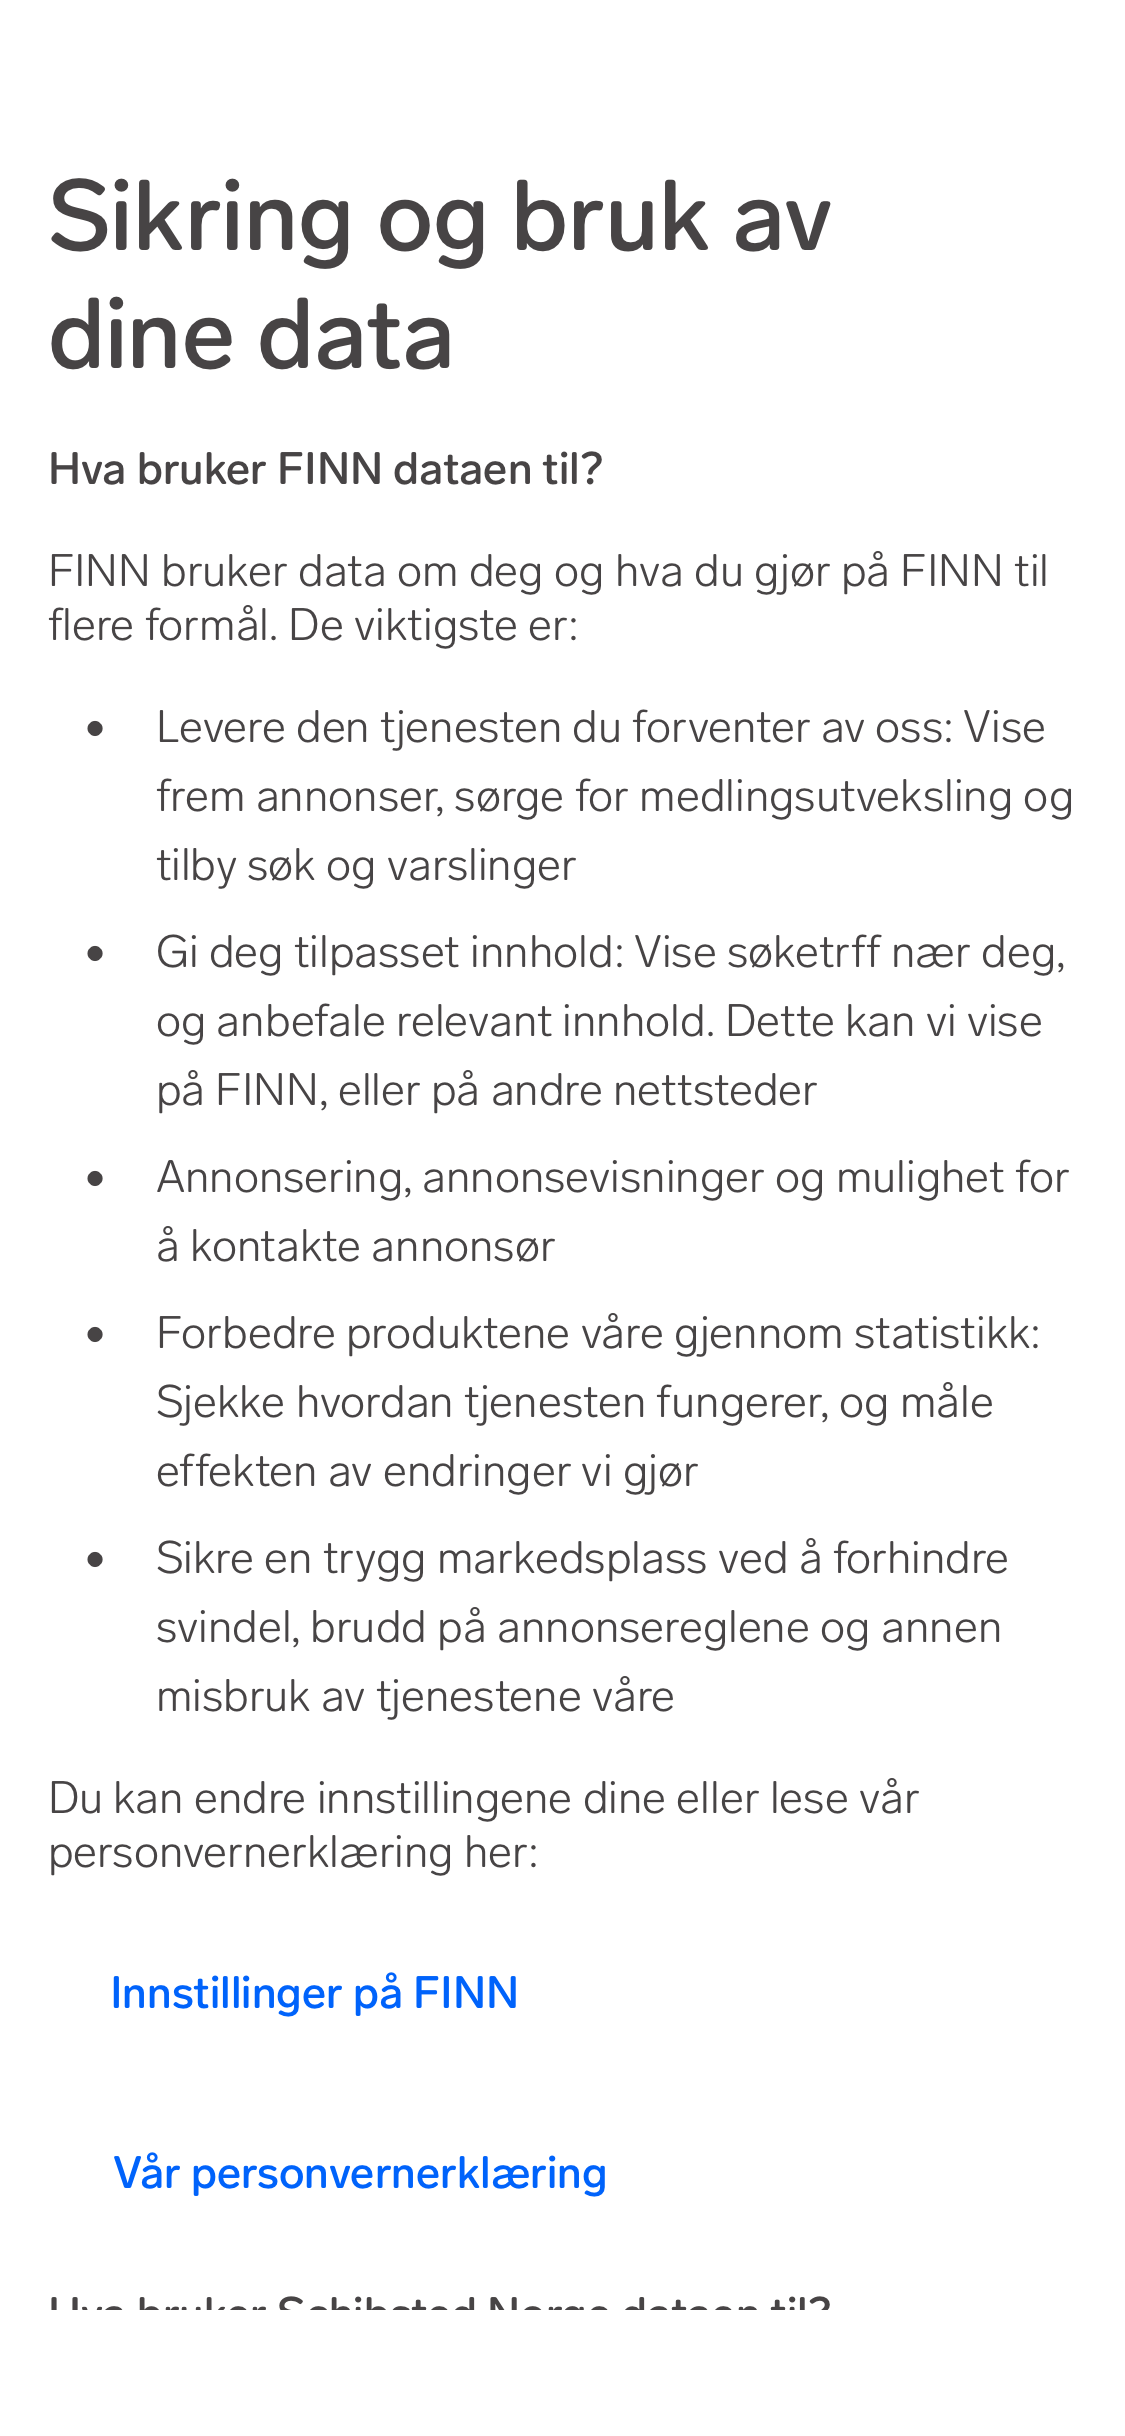 Sikring og bruk av
dine data
Hva bruker FINN dataen til?
FINN bruker data om deg og hva du gjør på FINN til
flere formål. De viktigste er:
• Levere den tjenesten du forventer av oss: Vise
frem annonser, sørge for medlingsutveksling og
tilby søk og varslinger
• Gi deg tilpasset innhold: Vise søketrff nær deg,
og anbefale relevant innhold. Dette kan vi vise
på FINN, eller på andre nettsteder
• Annonsering, annonsevisninger og mulighet for
å kontakte annonsør
• Forbedre produktene våre gjennom statistikk:
Sjekke hvordan tjenesten fungerer, og måle
effekten av endringer vi gjør
• Sikre en trygg markedsplass ved å forhindre
svindel, brudd på annonsereglene og annen
misbruk av tjenestene våre
Du kan endre innstillingene dine eller lese vår
personvernerklæring her:
Innstillinger på FINN
Vår personvernerklæring
Hva bruker Schibsted Norge dataen til?